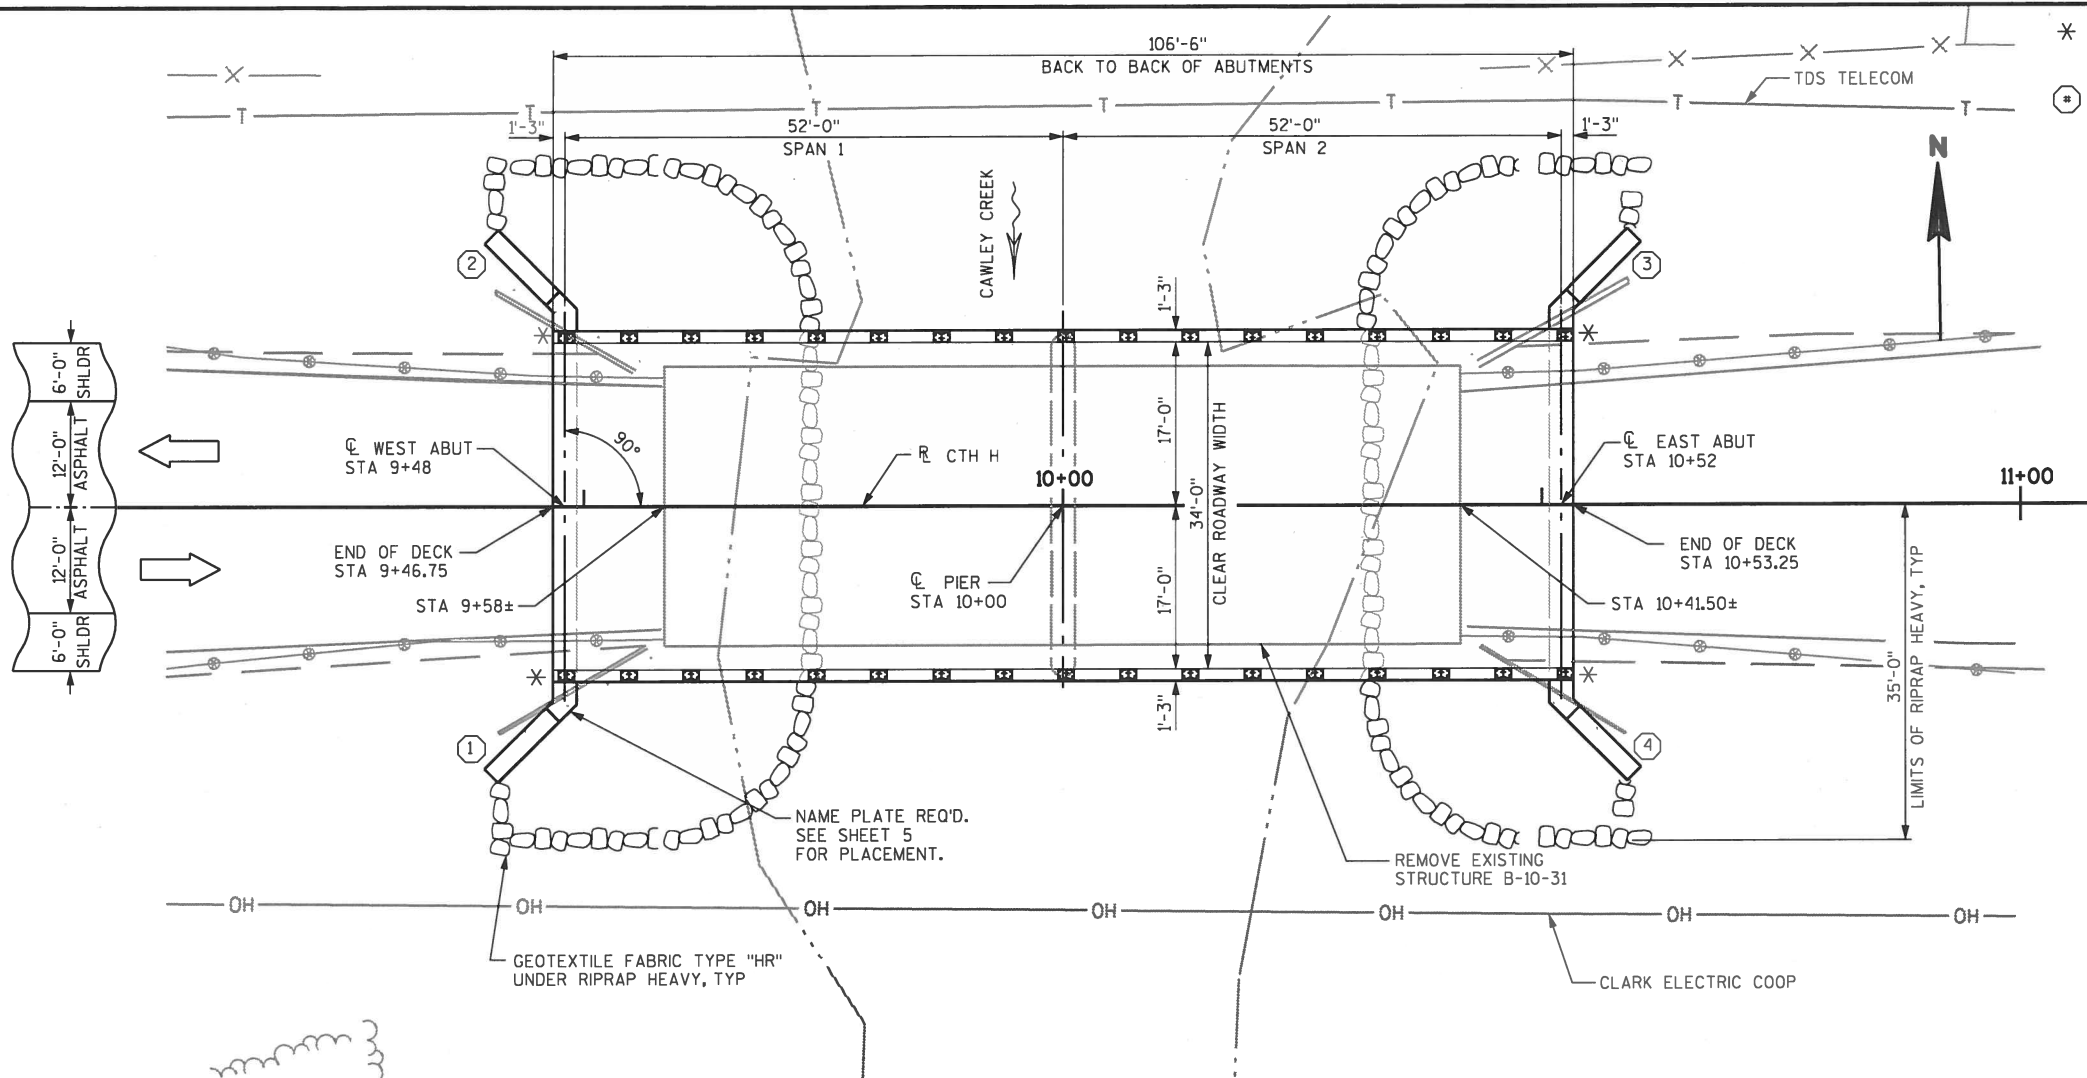 106'-6"
BACK TO BACK OF ABUTMENTS
TDS TELECOM
T T T T T T T
1'-3"
52'-0"
SPAN 1
52'-0"
SPAN 2
1'-3"
*
#
N
CAWLEY CREEK
2
3
1'-3"
* *
6'-0"
SHLDR
12'-0"
ASPHALT
12'-0"
ASPHALT
6'-0"
SHLDR
℄ WEST ABUT
STA 9+48
90°
R̲L CTH H
10+00
17'-0"
17'-0"
34'-0"
CLEAR ROADWAY WIDTH
℄ EAST ABUT
STA 10+52
11+00
END OF DECK
STA 9+46.75
STA 9+58±
℄ PIER
STA 10+00
END OF DECK
STA 10+53.25
STA 10+41.50±
35'-0"
LIMITS OF RIPRAP HEAVY, TYP
* *
1'-3"
1
4
NAME PLATE REQ'D.
SEE SHEET 5
FOR PLACEMENT.
REMOVE EXISTING
STRUCTURE B-10-31
OH OH OH OH OH OH OH
GEOTEXTILE FABRIC TYPE "HR"
UNDER RIPRAP HEAVY, TYP
CLARK ELECTRIC COOP